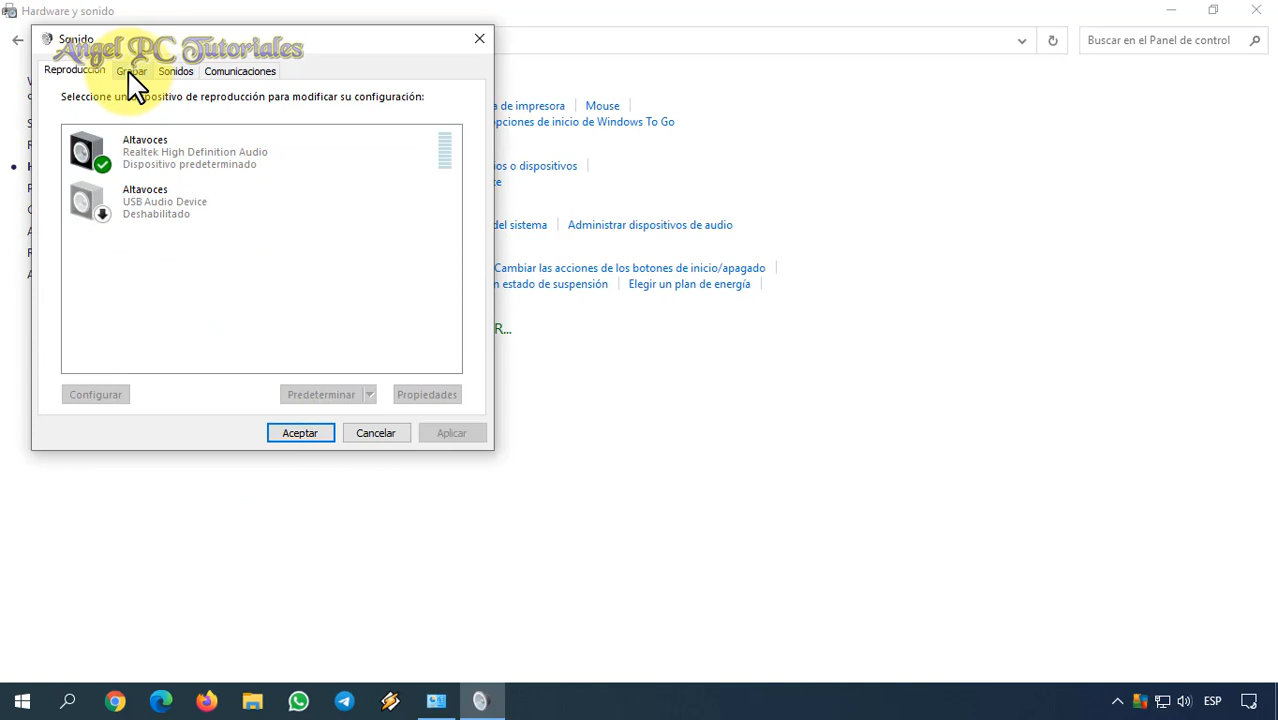 Hardware y sonido
Sonido
Angel PC Tutoriales
Buscar en el Panel de control
Reproducción
Grabar
Sonidos
Comunicaciones
Seleccione un dispositivo de reproducción para modificar su configuración:
Altavoces
Realtek High Definition Audio
Dispositivo predeterminado
Altavoces
USB Audio Device
Deshabilitado
Configurar
Predeterminar
Propiedades
Aceptar
Cancelar
Aplicar
a de impresora
Mouse
opciones de inicio de Windows To Go
ios o dispositivos
te
del sistema
Administrar dispositivos de audio
Cambiar las acciones de los botones de inicio/apagado
n estado de suspensión
Elegir un plan de energía
R...
ESP